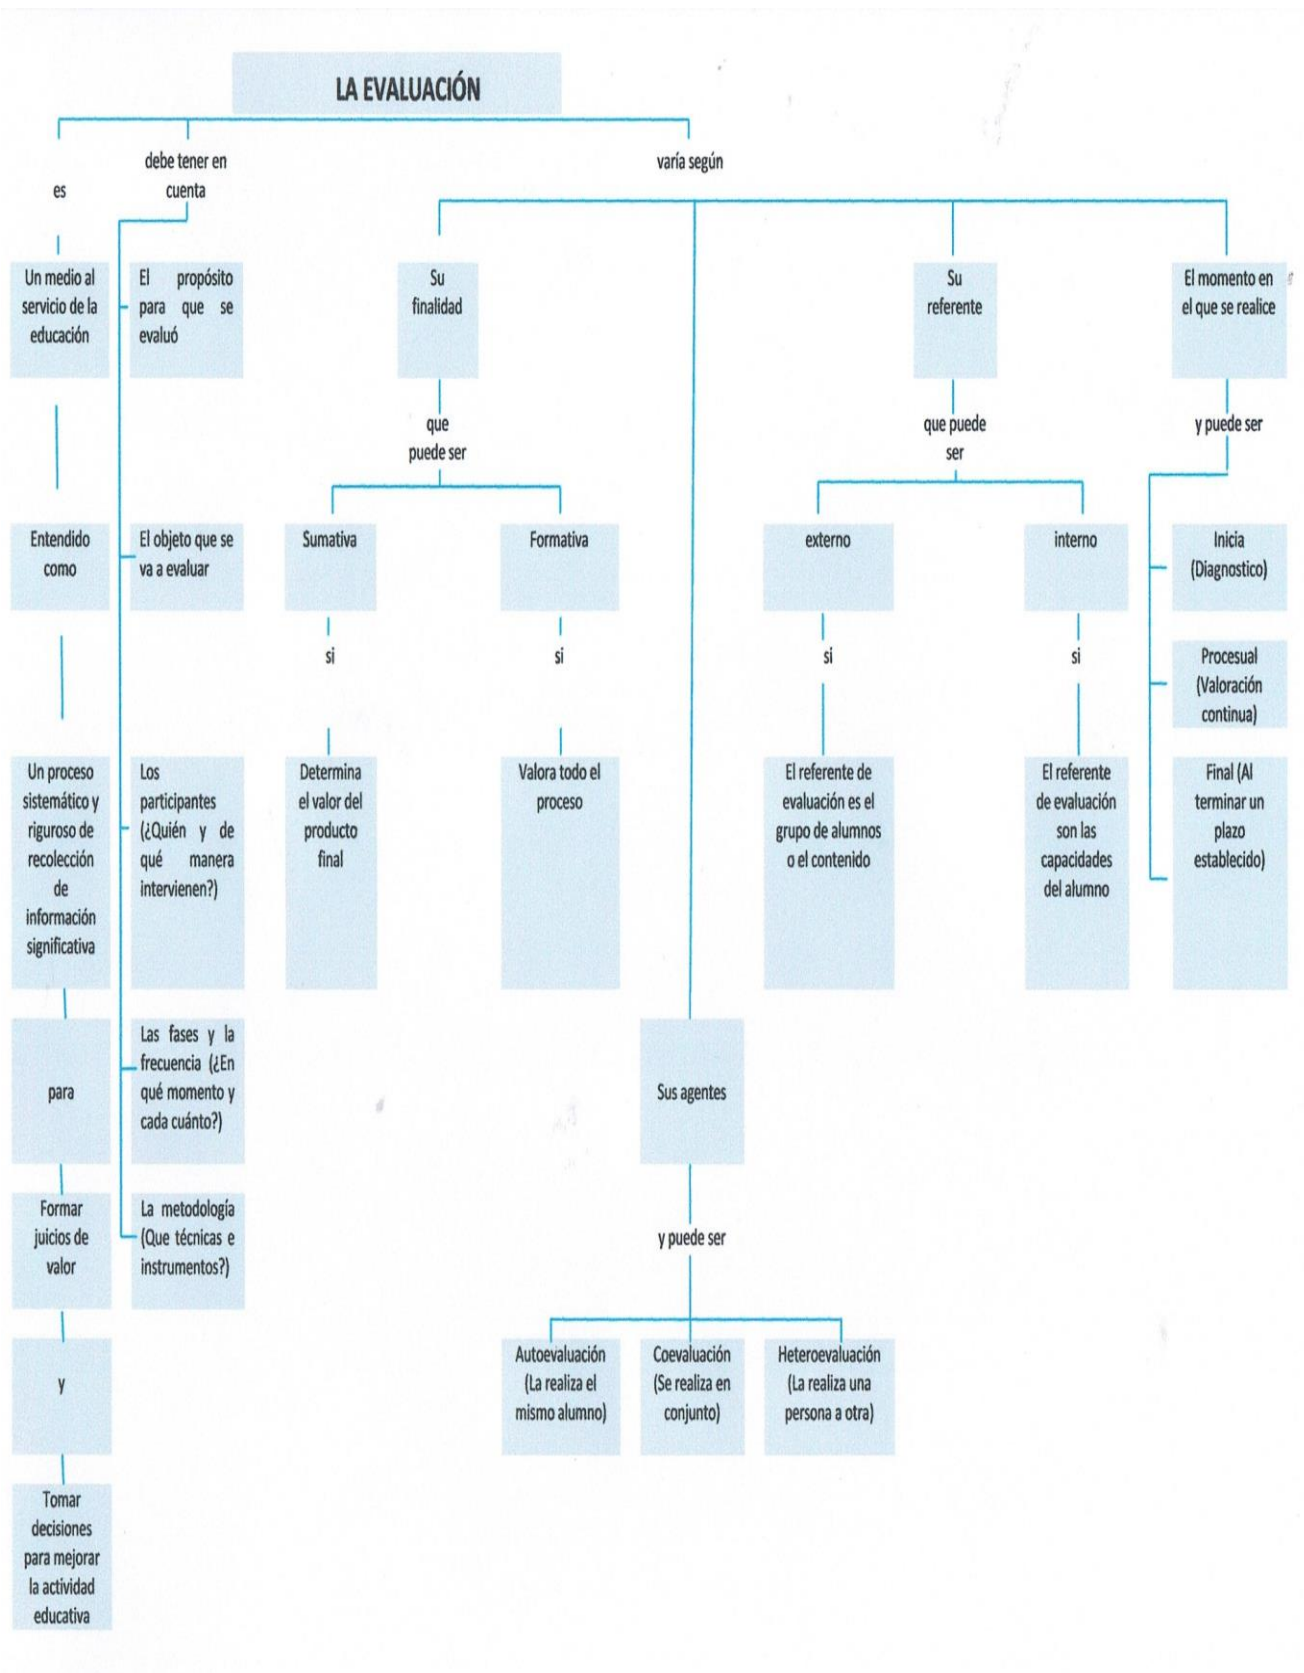 LA EVALUACIÓN
es
debe tener en
cuenta
varía según
Un medio al
servicio de la
educación
Entendido
como
Un proceso
sistemático y
riguroso de
recolección
de
información
significativa
para
Formar
juicios de
valor
y
Tomar
decisiones
para mejorar
la actividad
educativa
El propósito
para que se
evaluó
El objeto que se
va a evaluar
Los
participantes
(¿Quién y de
qué manera
intervienen?)
Las fases y la
frecuencia (¿En
qué momento y
cada cuánto?)
La metodología
(Que técnicas e
instrumentos?)
Su
finalidad
que
puede ser
Sumativa
si
Determina
el valor del
producto
final
Formativa
si
Valora todo el
proceso
Sus agentes
y puede ser
Autoevaluación
(La realiza el
mismo alumno)
Coevaluación
(Se realiza en
conjunto)
Heteroevaluación
(La realiza una
persona a otra)
Su
referente
que puede
ser
externo
si
El referente de
evaluación es el
grupo de alumnos
o el contenido
interno
si
El referente
de evaluación
son las
capacidades
del alumno
El momento en
el que se realice
y puede ser
Inicia
(Diagnostico)
Procesual
(Valoración
continua)
Final (Al
terminar un
plazo
establecido)